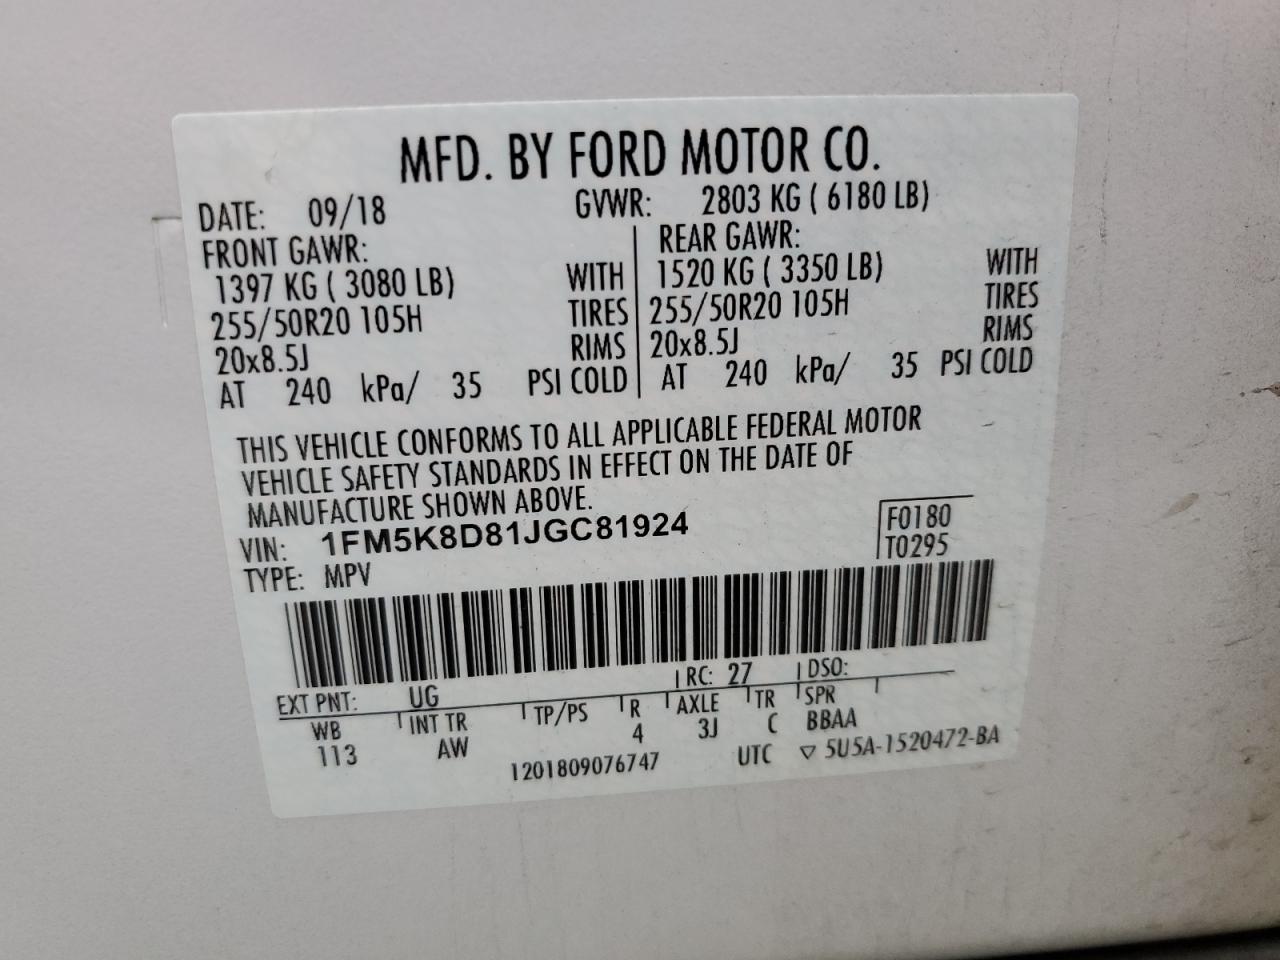 MFD. BY FORD MOTOR CO.
DATE: 09/18 GVWR: 2803 KG ( 6180 LB)
FRONT GAWR: REAR GAWR:
1397 KG ( 3080 LB) WITH 1520 KG ( 3350 LB) WITH
255/50R20 105H TIRES 255/50R20 105H TIRES
20x8.5J RIMS 20x8.5J RIMS
AT 240 kPa/ 35 PSI COLD AT 240 kPa/ 35 PSI COLD
THIS VEHICLE CONFORMS TO ALL APPLICABLE FEDERAL MOTOR
VEHICLE SAFETY STANDARDS IN EFFECT ON THE DATE OF
MANUFACTURE SHOWN ABOVE.
VIN: 1FM5K8D81JGC81924 F0180
TYPE: MPV T0295
RC: 27 DSO:
EXT PNT: UG
WB INT TR TP/PS R AXLE TR SPR
113 AW 4 3J C BBAA
1201809076747 UTC ▽ 5U5A-1520472-BA